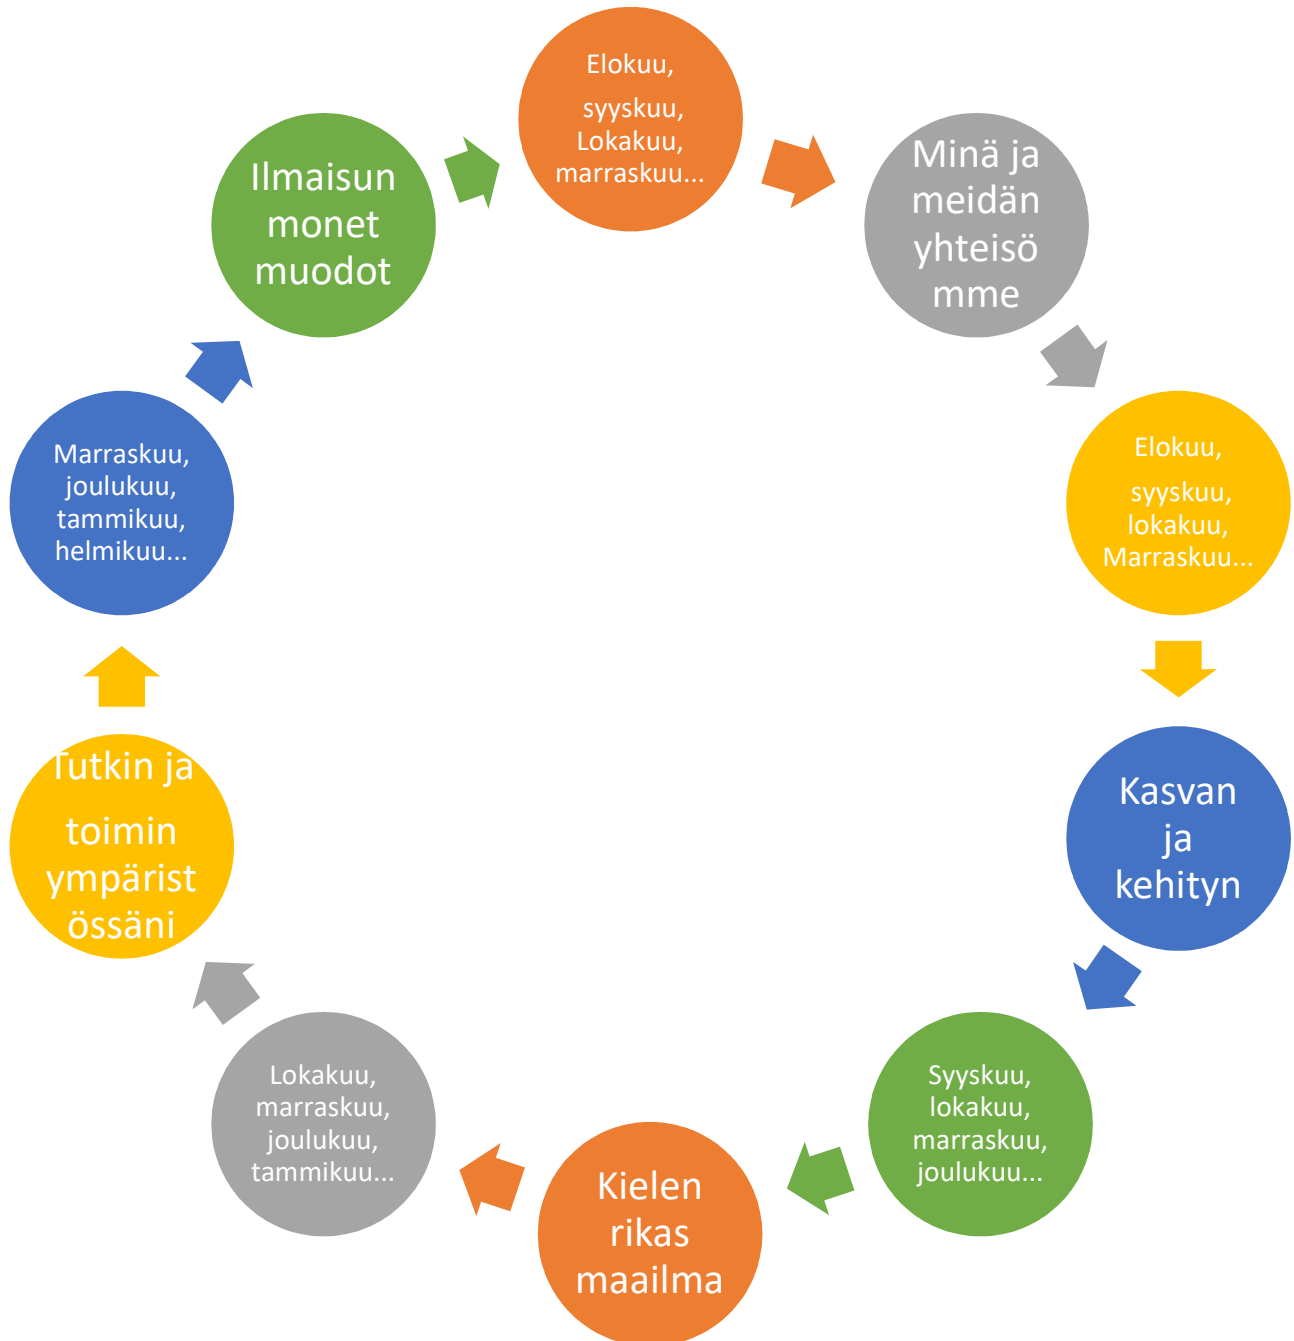 Elokuu,
syyskuu,
Lokakuu,
marraskuu...
Minä ja
meidän
yhteisö
mme
Elokuu,
syyskuu,
lokakuu,
Marraskuu...
Kasvan
ja
kehityn
Syyskuu,
lokakuu,
marraskuu,
joulukuu...
Kielen
rikas
maailma
Lokakuu,
marraskuu,
joulukuu,
tammikuu...
Tutkin ja
toimin
ympärist
össäni
Marraskuu,
joulukuu,
tammikuu,
helmikuu...
Ilmaisun
monet
muodot